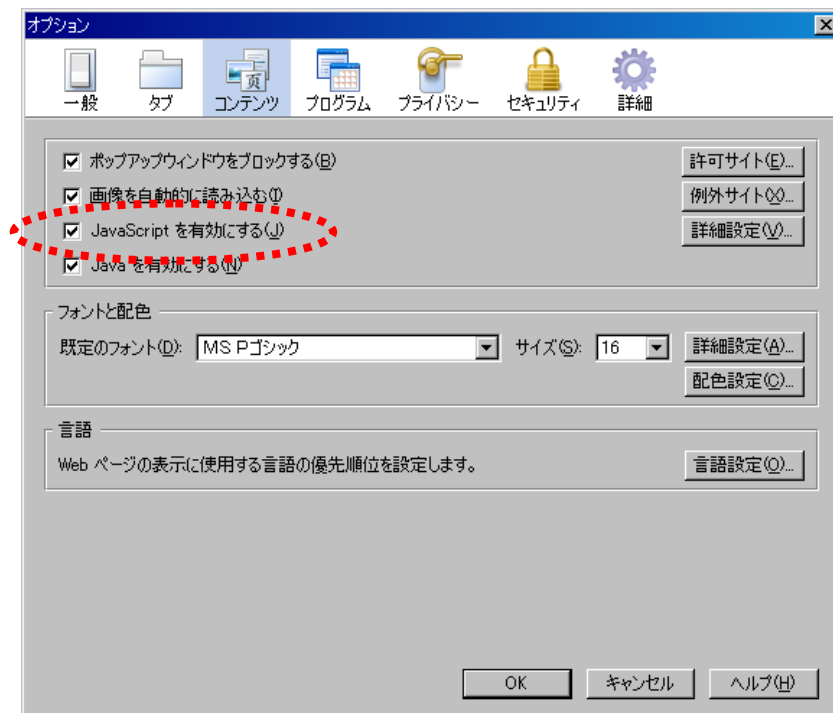 オプション
一般 タブ コンテンツ プログラム プライバシー セキュリティ 詳細
ポップアップウィンドウをブロックする(B) 許可サイト(E)...
画像を自動的に読み込む(I) 例外サイト(X)...
JavaScript を有効にする(J) 詳細設定(V)...
Java を有効にする(N)
フォントと配色
既定のフォント(D): MS Pゴシック サイズ(S): 16 詳細設定(A)...
配色設定(C)...
言語
Web ページの表示に使用する言語の優先順位を設定します。 言語設定(O)...
OK キャンセル ヘルプ(H)